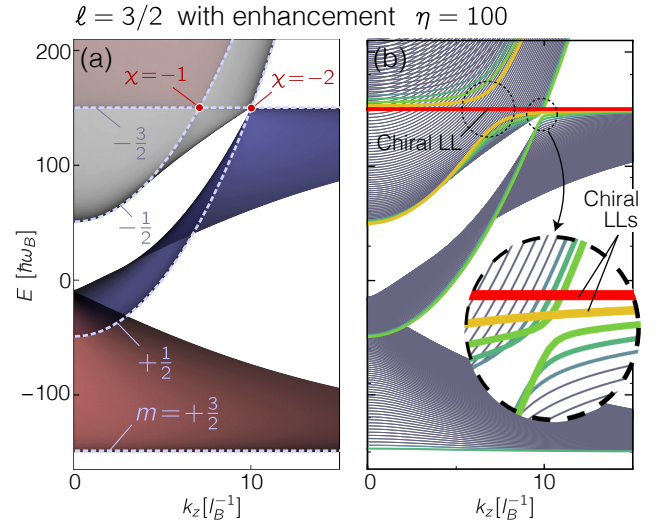 ℓ = 3/2 with enhancement η = 100
(a)
χ=−1
χ=−2
−3/2
−1/2
+1/2
m=+3/2
E [ħω_B]
200
100
0
−100
0
10
k_z[l_B^{-1}]
(b)
Chiral LL
Chiral
LLs
0
10
k_z[l_B^{-1}]